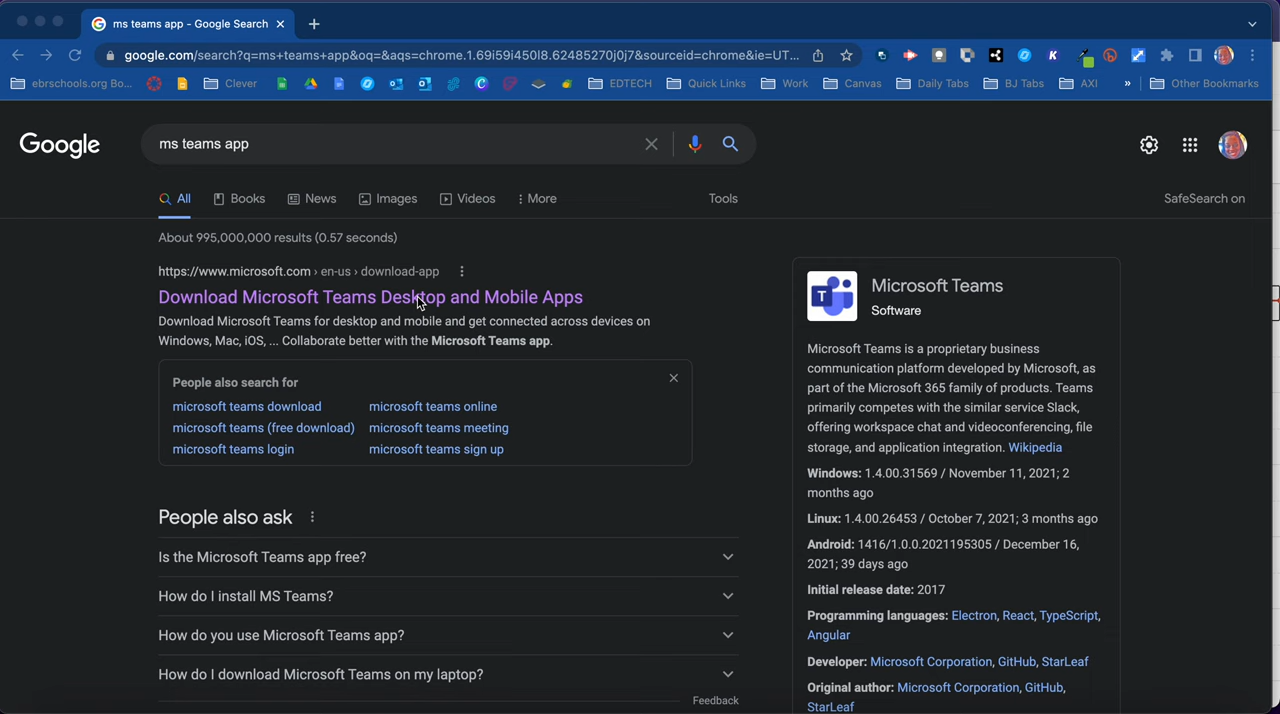 ms teams app - Google Search
google.com/search?q=ms+teams+app&oq=&aqs=chrome.1.69i59i450l8.62485270j0j7&sourceid=chrome&ie=UT...
ebrschools.org Bo...
Clever
EDTECH
Quick Links
Work
Canvas
Daily Tabs
BJ Tabs
AXI
»
Other Bookmarks
Google
ms teams app
All
Books
News
Images
Videos
More
Tools
SafeSearch on
About 995,000,000 results (0.57 seconds)
https://www.microsoft.com › en-us › download-app
Download Microsoft Teams Desktop and Mobile Apps
Download Microsoft Teams for desktop and mobile and get connected across devices on
Windows, Mac, iOS, ... Collaborate better with the Microsoft Teams app.
People also search for
microsoft teams download
microsoft teams online
microsoft teams (free download)
microsoft teams meeting
microsoft teams login
microsoft teams sign up
People also ask
Is the Microsoft Teams app free?
How do I install MS Teams?
How do you use Microsoft Teams app?
How do I download Microsoft Teams on my laptop?
Feedback
T
Microsoft Teams
Software
Microsoft Teams is a proprietary business
communication platform developed by Microsoft, as
part of the Microsoft 365 family of products. Teams
primarily competes with the similar service Slack,
offering workspace chat and videoconferencing, file
storage, and application integration. Wikipedia
Windows: 1.4.00.31569 / November 11, 2021; 2
months ago
Linux: 1.4.00.26453 / October 7, 2021; 3 months ago
Android: 1416/1.0.0.2021195305 / December 16,
2021; 39 days ago
Initial release date: 2017
Programming languages: Electron, React, TypeScript,
Angular
Developer: Microsoft Corporation, GitHub, StarLeaf
Original author: Microsoft Corporation, GitHub,
StarLeaf